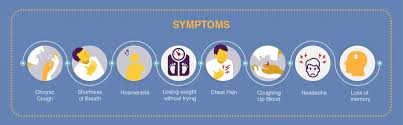 SYMPTOMS
Chronic
Cough
Shortness
of Breath
Hoarseness
Losing weight
without trying
Chest Pain
Coughing
Up Blood
Headache
Loss of
memory